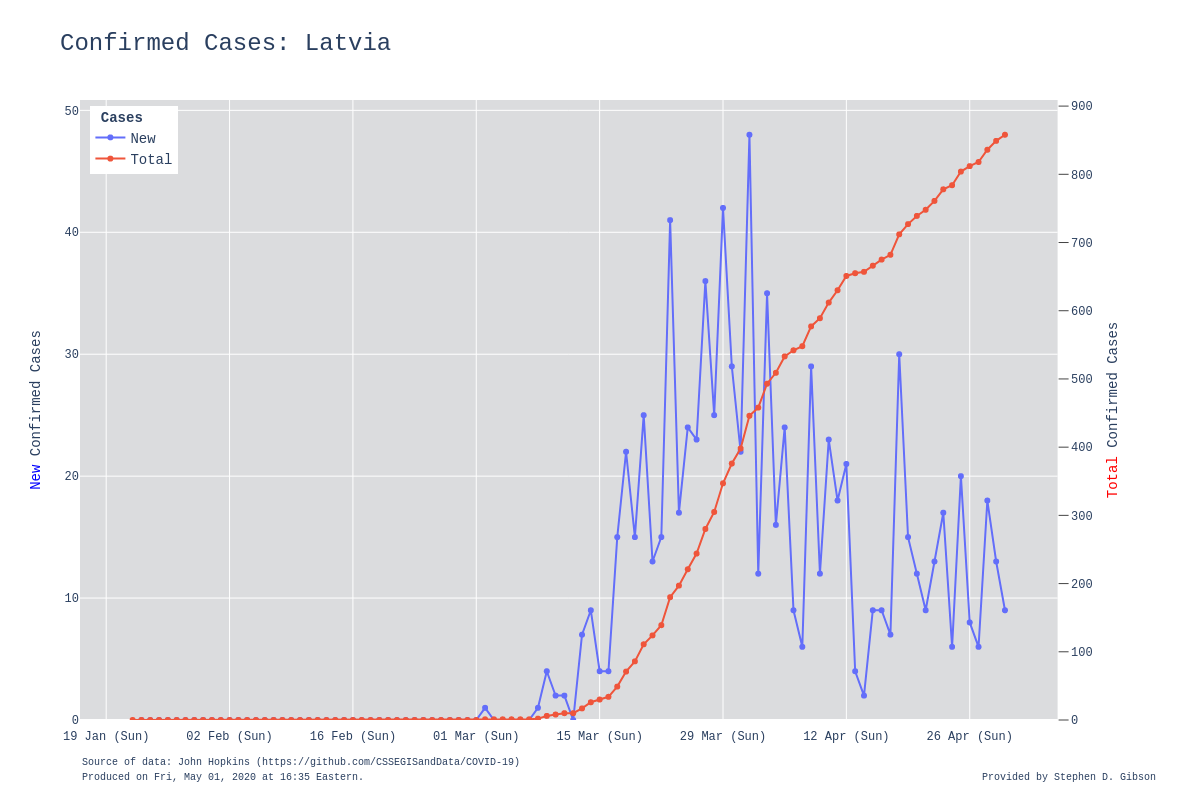 Confirmed Cases: Latvia
Cases
New
Total
50
40
30
20
10
0
900
800
700
600
500
400
300
200
100
0
New Confirmed Cases
Total Confirmed Cases
19 Jan (Sun) 02 Feb (Sun) 16 Feb (Sun) 01 Mar (Sun) 15 Mar (Sun) 29 Mar (Sun) 12 Apr (Sun) 26 Apr (Sun)
Source of data: John Hopkins (https://github.com/CSSEGISandData/COVID-19)
Produced on Fri, May 01, 2020 at 16:35 Eastern.
Provided by Stephen D. Gibson